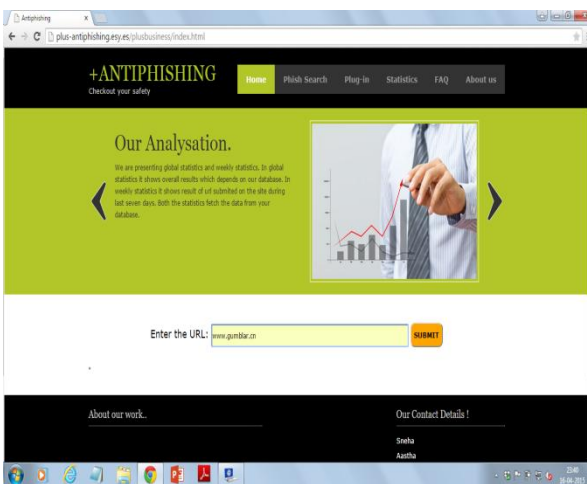 Antiphishing
plus-antiphishing.esy.es/plusbusiness/index.html
+ANTIPHISHING
Checkout your safety
Home Phish Search Plug-in Statistics FAQ About us
Our Analysation.
We are presenting global statistics and weekly statistics. In global
statistics it shows overall results which depends on our database. In
weekly statistics it shows result of url submited on the site during
last seven days. Both the statistics fetch the data from your
database.
Enter the URL: www.gumblar.cn SUBMIT
About our work..
Our Contact Details !
Sneha
Aastha
23:40